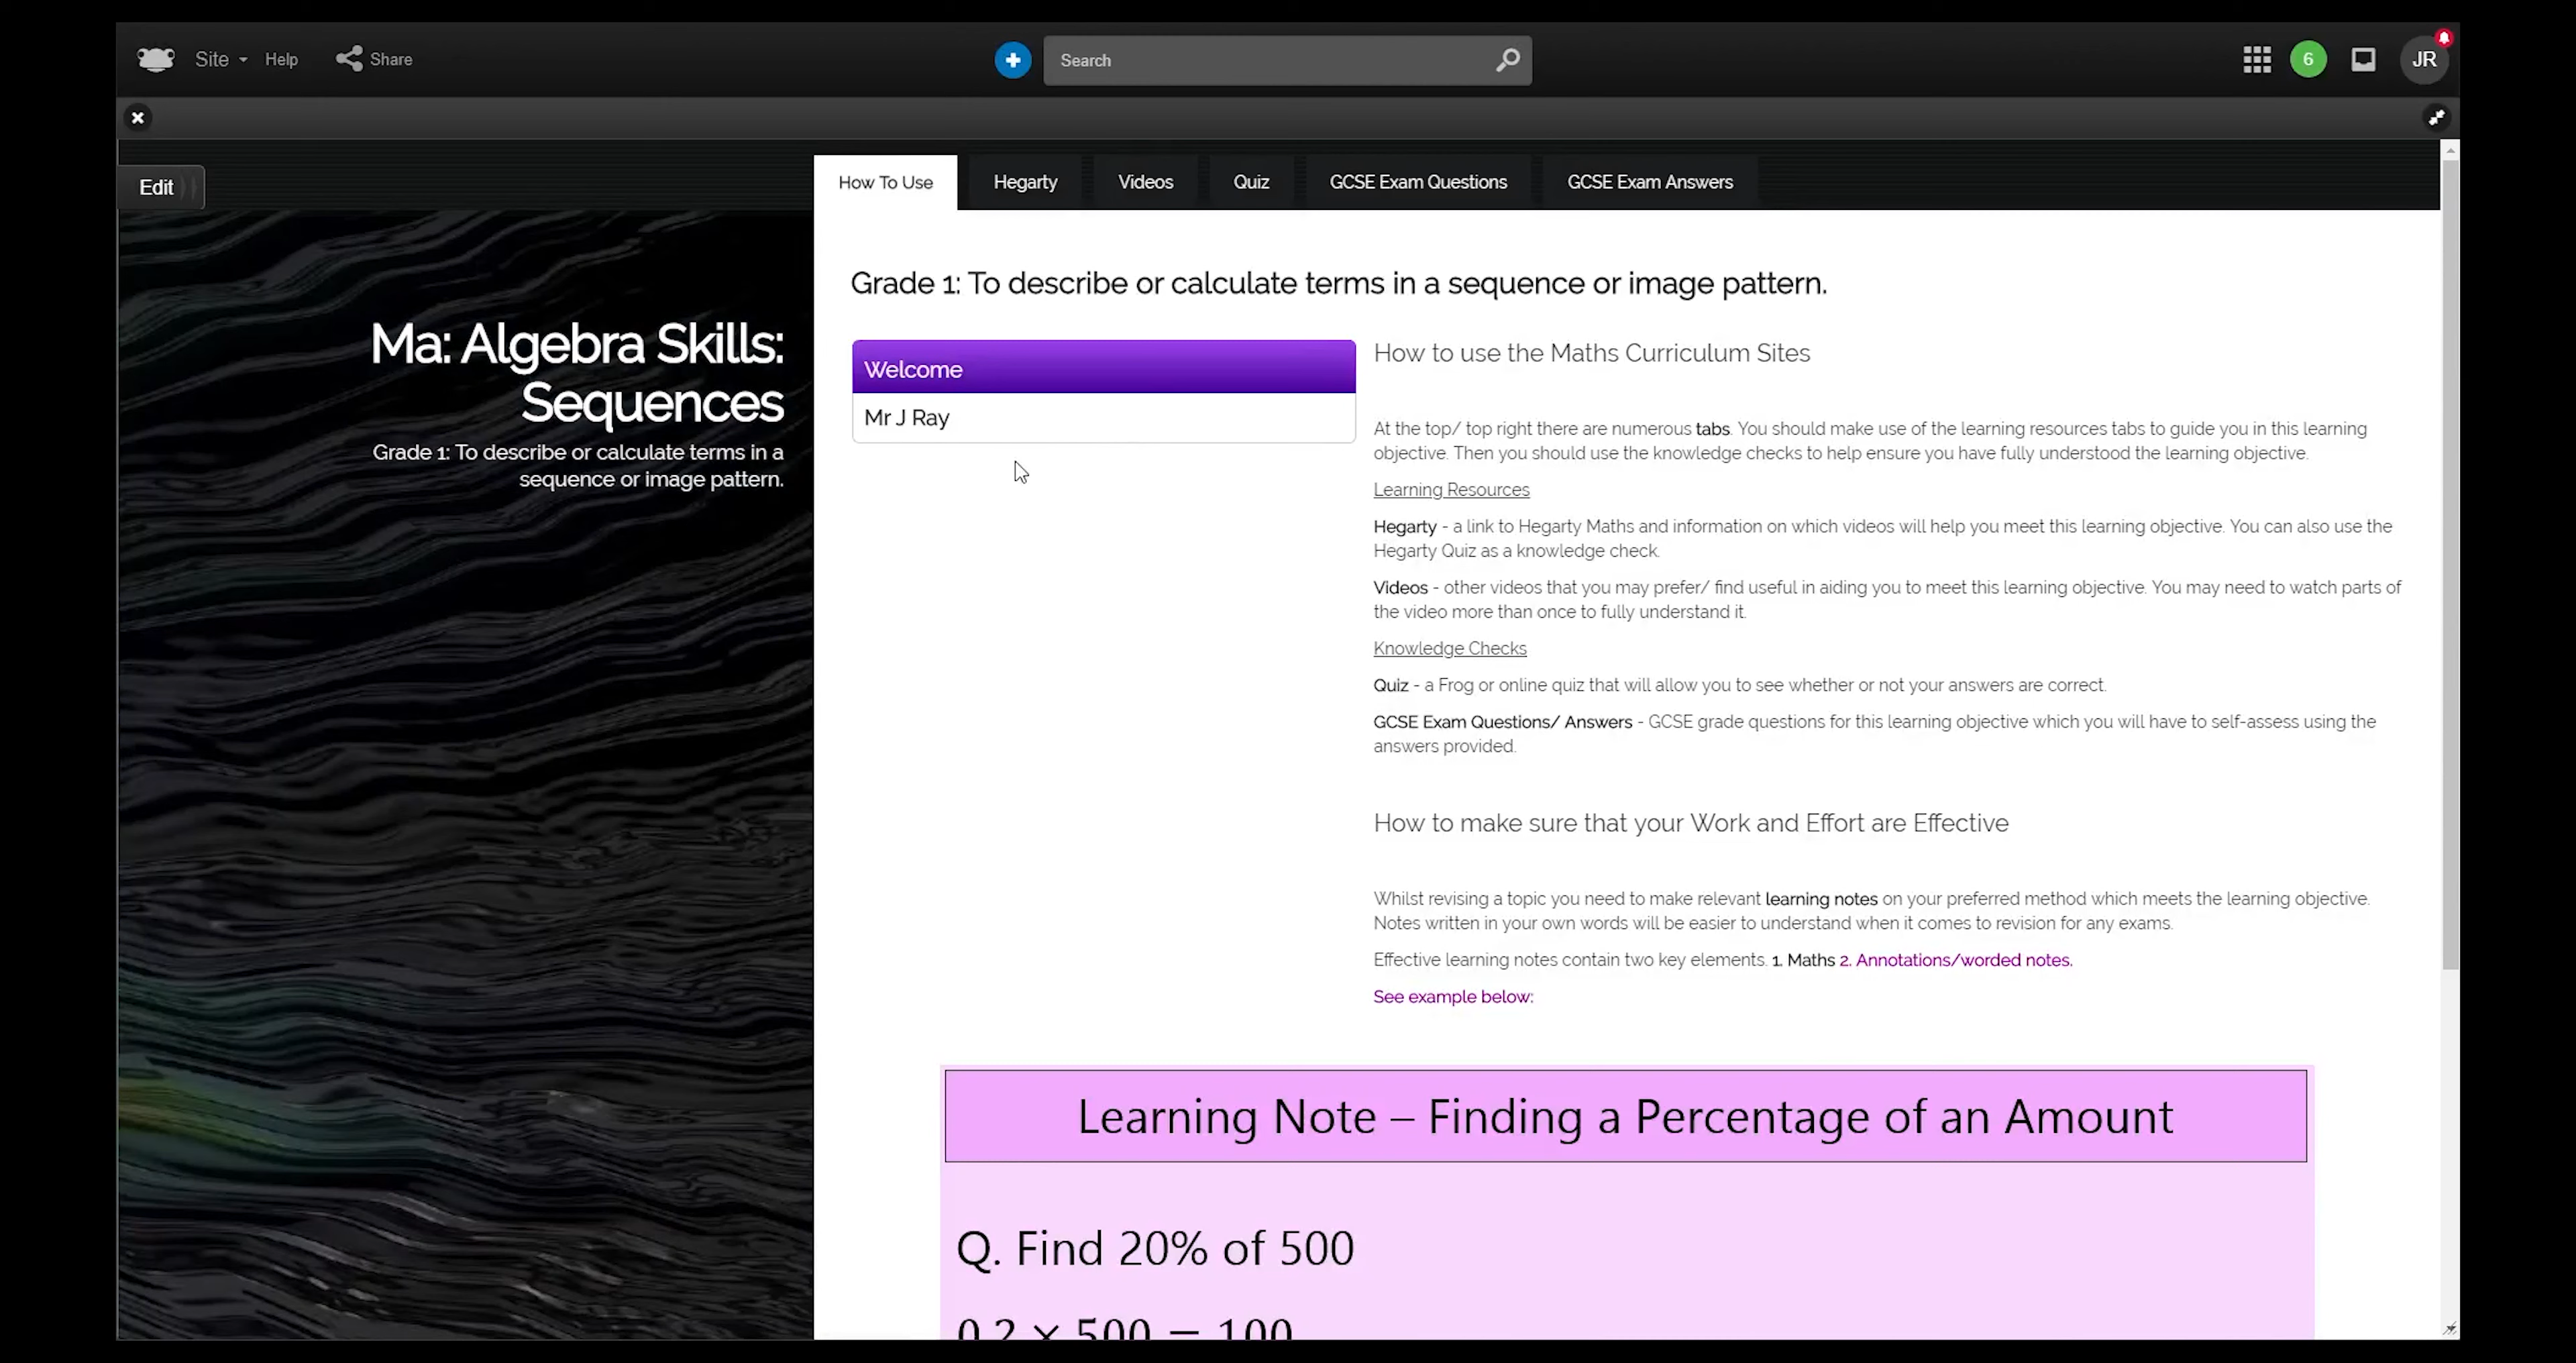 Site
Help
Share
Search
6
JR
Edit
How To Use
Hegarty
Videos
Quiz
GCSE Exam Questions
GCSE Exam Answers
Ma: Algebra Skills:
Sequences
Grade 1: To describe or calculate terms in a
sequence or image pattern.
Grade 1: To describe or calculate terms in a sequence or image pattern.
Welcome
Mr J Ray
How to use the Maths Curriculum Sites
At the top/ top right there are numerous tabs. You should make use of the learning resources tabs to guide you in this learning
objective. Then you should use the knowledge checks to help ensure you have fully understood the learning objective.
Learning Resources
Hegarty - a link to Hegarty Maths and information on which videos will help you meet this learning objective. You can also use the
Hegarty Quiz as a knowledge check.
Videos - other videos that you may prefer/ find useful in aiding you to meet this learning objective. You may need to watch parts of
the video more than once to fully understand it.
Knowledge Checks
Quiz - a Frog or online quiz that will allow you to see whether or not your answers are correct.
GCSE Exam Questions/ Answers - GCSE grade questions for this learning objective which you will have to self-assess using the
answers provided.
How to make sure that your Work and Effort are Effective
Whilst revising a topic you need to make relevant learning notes on your preferred method which meets the learning objective.
Notes written in your own words will be easier to understand when it comes to revision for any exams.
Effective learning notes contain two key elements. 1. Maths 2. Annotations/worded notes.
See example below:
Learning Note – Finding a Percentage of an Amount
Q. Find 20% of 500
0.2 × 500 = 100